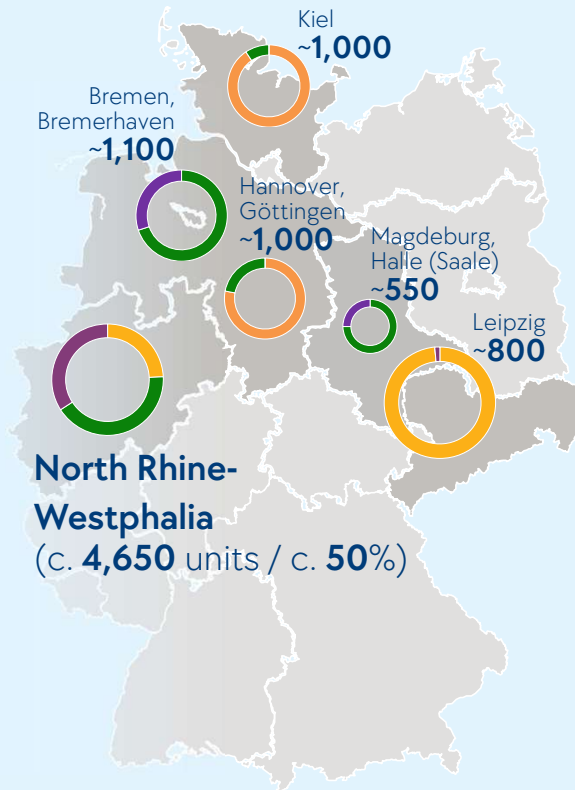 Kiel
~1,000
Bremen,
Bremerhaven
~1,100
Hannover,
Göttingen
~1,000
Magdeburg,
Halle (Saale)
~550
Leipzig
~800
North Rhine-
Westphalia
(c. 4,650 units / c. 50%)